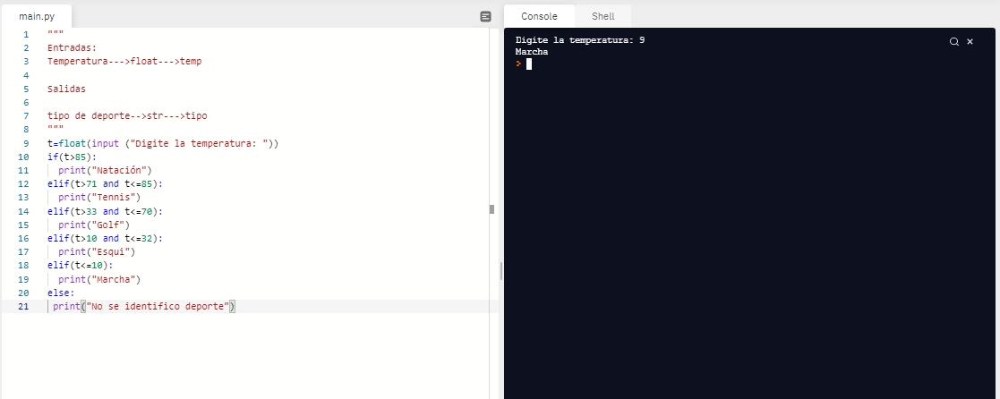 main.py
1 """
2 Entradas:
3 Temperatura--->float--->temp
4
5 Salidas
6
7 tipo de deporte-->str--->tipo
8 """
9 t=float(input ("Digite la temperatura: "))
10 if(t>85):
11 print("Natación")
12 elif(t>71 and t<=85):
13 print("Tennis")
14 elif(t>33 and t<=70):
15 print("Golf")
16 elif(t>10 and t<=32):
17 print("Esqui")
18 elif(t<=10):
19 print("Marcha")
20 else:
21 print("No se identifico deporte")
Console Shell
Digite la temperatura: 9
Marcha
>